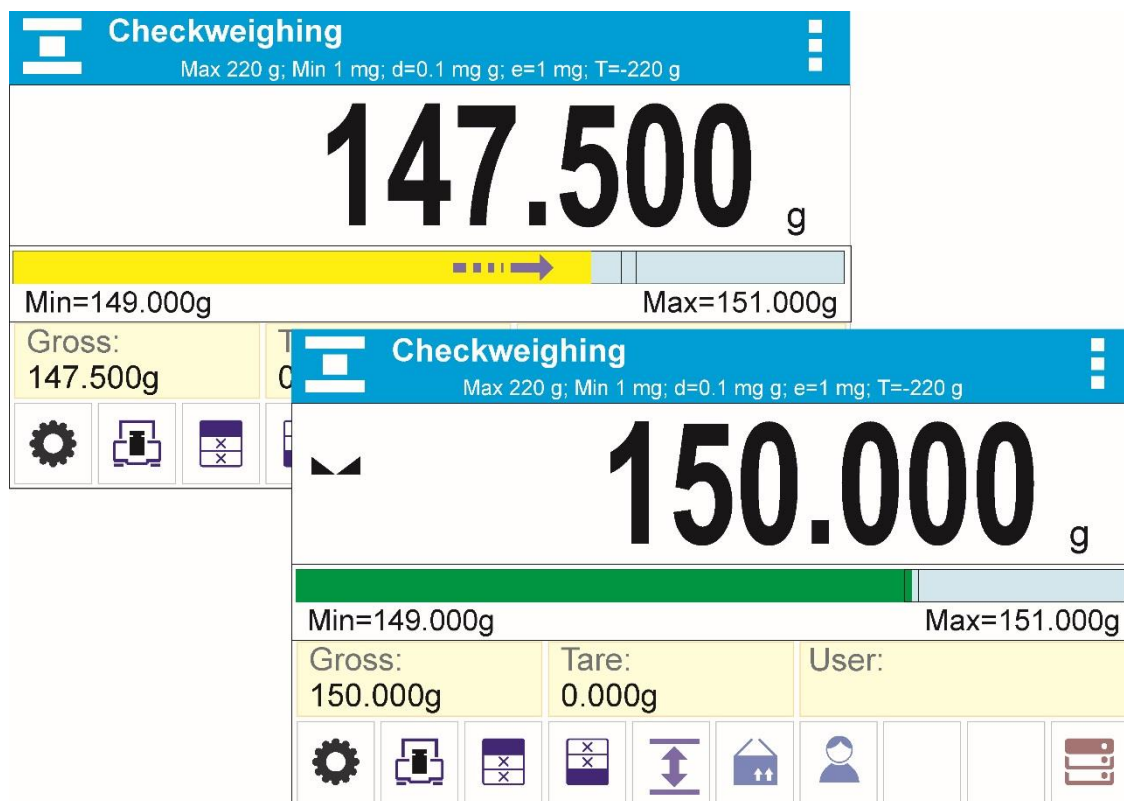 Checkweighing
Max 220 g; Min 1 mg; d=0.1 mg g; e=1 mg; T=-220 g
147.500 g
Min=149.000g Max=151.000g
Gross:
147.500g
Checkweighing
Max 220 g; Min 1 mg; d=0.1 mg g; e=1 mg; T=-220 g
150.000 g
Min=149.000g Max=151.000g
Gross: Tare: User:
150.000g 0.000g